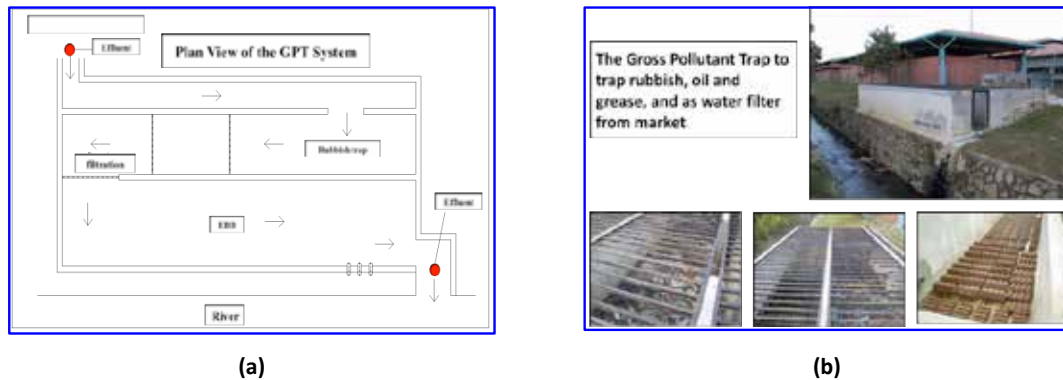 Effluent
Plan View of the GPT System
Rubbish trap
filtration
Effluent
EBB
River
The Gross Pollutant Trap to
trap rubbish, oil and
grease, and as water filter
from market
(a)
(b)